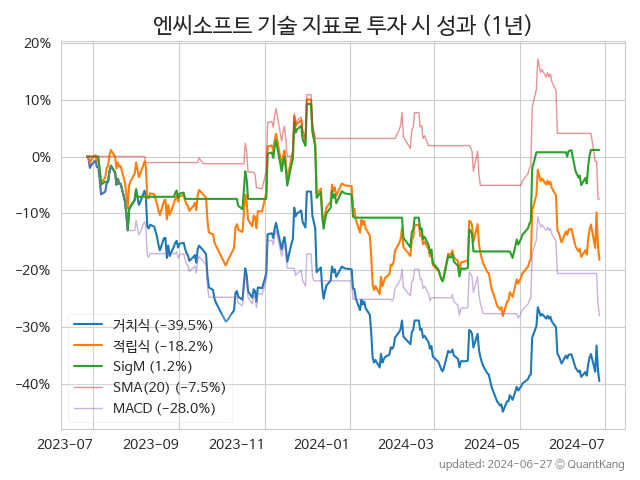 엔씨소프트 기술 지표로 투자 시 성과 (1년)
20%
10%
0%
−10%
−20%
−30%
−40%
거치식 (−39.5%)
적립식 (−18.2%)
SigM (1.2%)
SMA(20) (−7.5%)
MACD (−28.0%)
2023-07 2023-09 2023-11 2024-01 2024-03 2024-05 2024-07
updated: 2024-06-27 ⓒ QuantKang